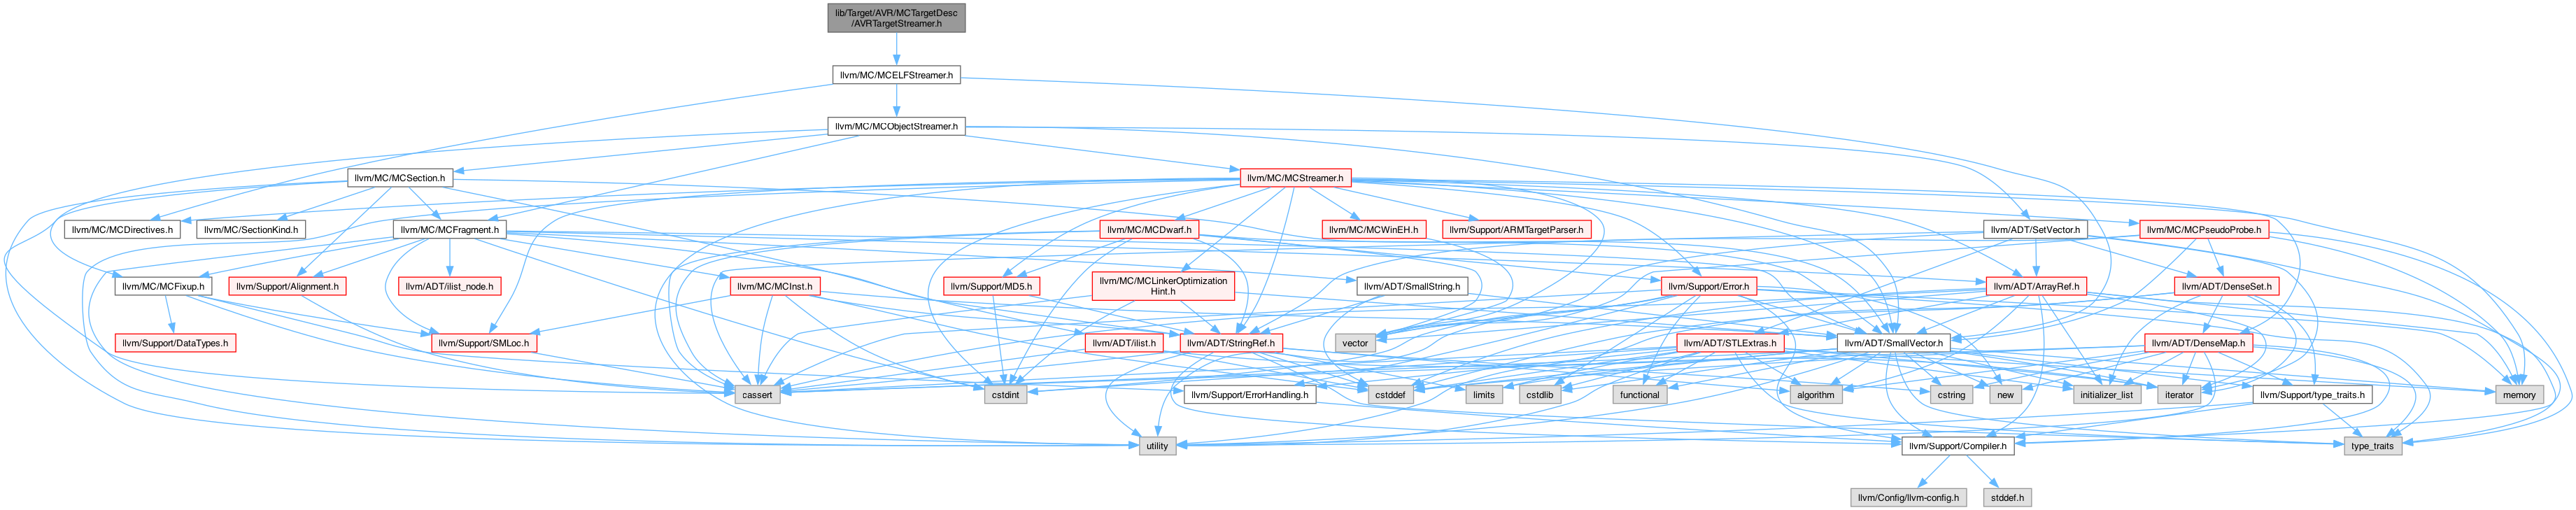 lib/Target/AVR/MCTargetDesc
/AVRTargetStreamer.h
llvm/MC/MCELFStreamer.h
llvm/MC/MCObjectStreamer.h
llvm/MC/MCSection.h
llvm/MC/MCStreamer.h
llvm/MC/MCDirectives.h
llvm/MC/SectionKind.h
llvm/MC/MCFragment.h
llvm/MC/MCDwarf.h
llvm/MC/MCWinEH.h
llvm/Support/ARMTargetParser.h
llvm/ADT/SetVector.h
llvm/MC/MCPseudoProbe.h
llvm/MC/MCFixup.h
llvm/Support/Alignment.h
llvm/ADT/ilist_node.h
llvm/MC/MCInst.h
llvm/Support/MD5.h
llvm/MC/MCLinkerOptimization
Hint.h
llvm/ADT/SmallString.h
llvm/Support/Error.h
llvm/ADT/ArrayRef.h
llvm/ADT/DenseSet.h
llvm/Support/DataTypes.h
llvm/Support/SMLoc.h
llvm/ADT/ilist.h
llvm/ADT/StringRef.h
vector
llvm/ADT/STLExtras.h
llvm/ADT/SmallVector.h
llvm/ADT/DenseMap.h
cassert
cstdint
llvm/Support/ErrorHandling.h
cstddef
limits
cstdlib
functional
algorithm
cstring
new
initializer_list
iterator
llvm/Support/type_traits.h
memory
utility
llvm/Support/Compiler.h
type_traits
llvm/Config/llvm-config.h
stddef.h